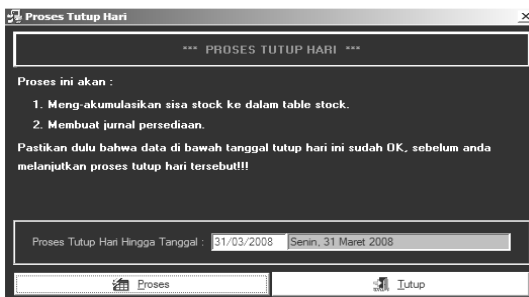 Proses Tutup Hari
*** PROSES TUTUP HARI ***
Proses ini akan :
1. Meng-akumulasikan sisa stock ke dalam table stock.
2. Membuat jurnal persediaan.
Pastikan dulu bahwa data di bawah tanggal tutup hari ini sudah OK, sebelum anda
melanjutkan proses tutup hari tersebut!!!
Proses Tutup Hari Hingga Tanggal : 31/03/2008 Senin, 31 Maret 2008
Proses Tutup